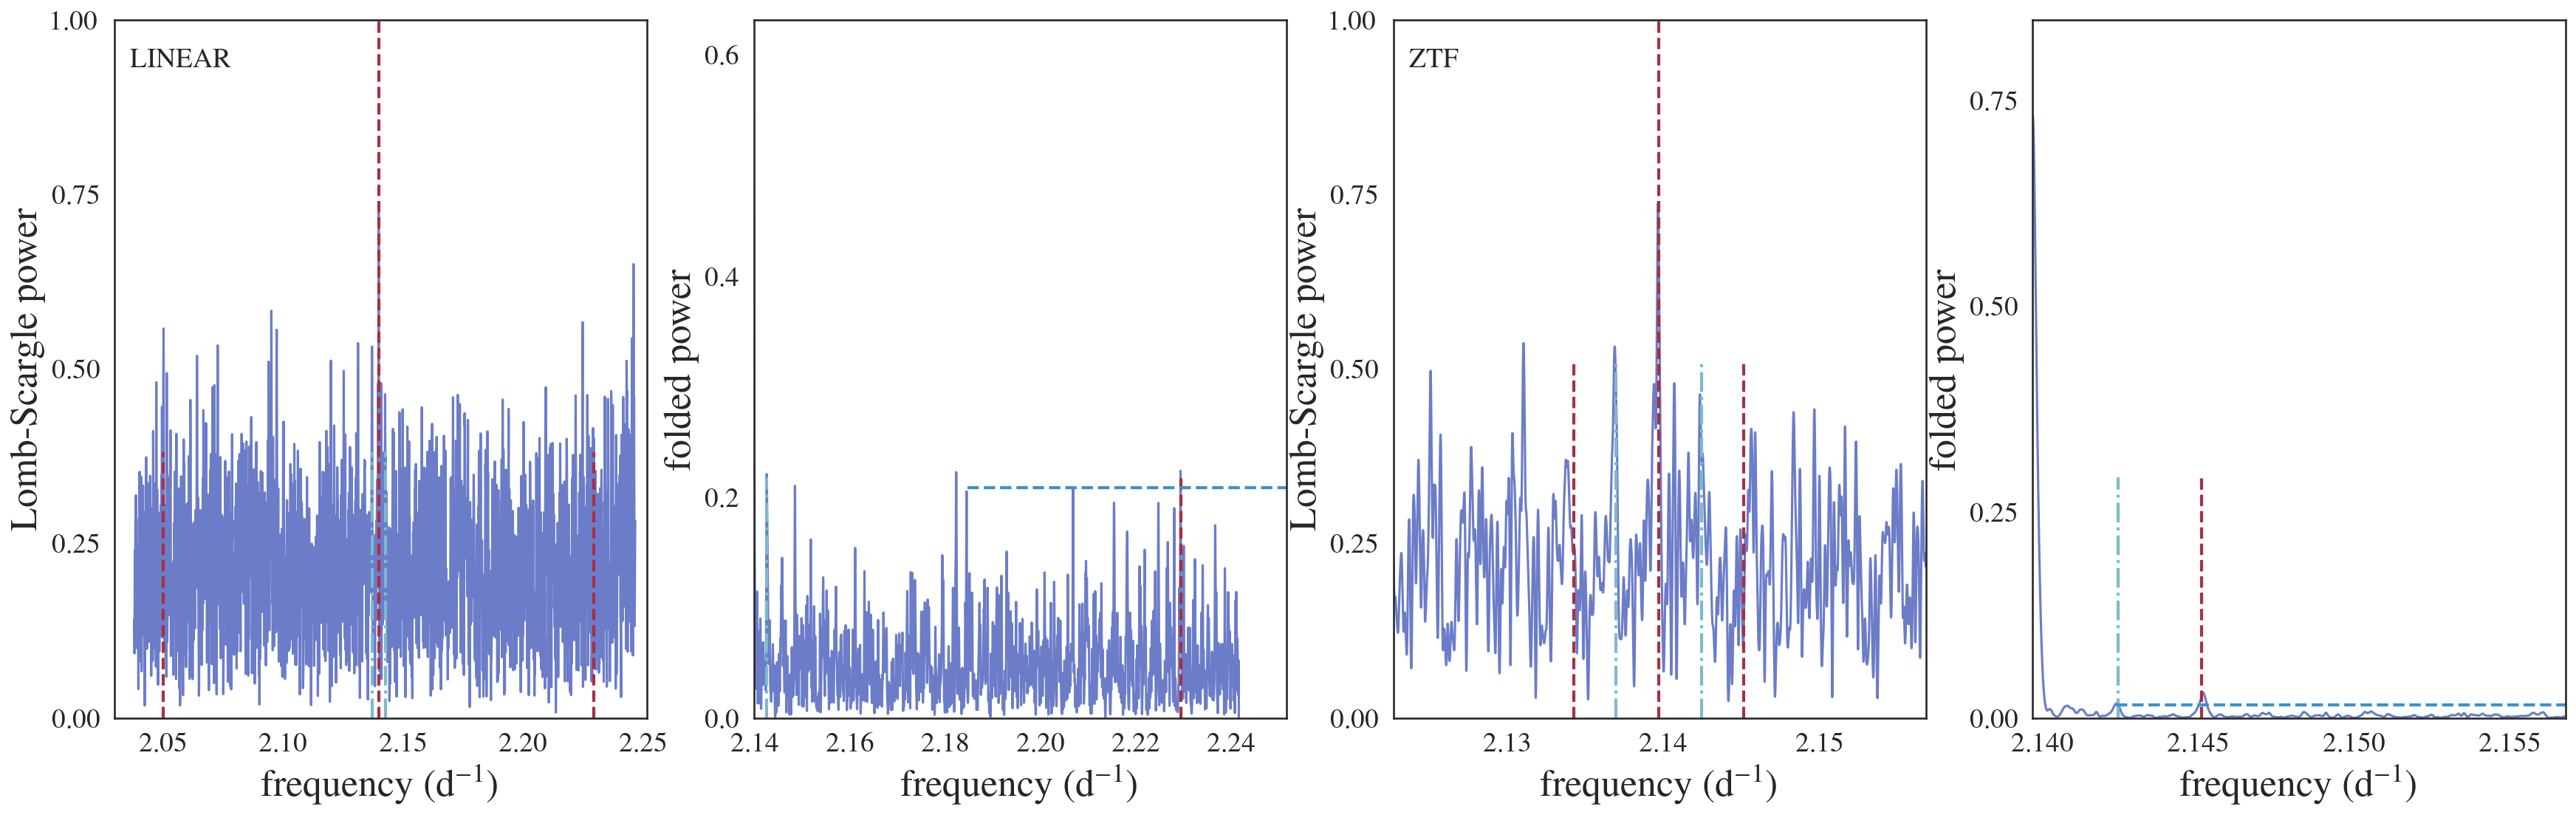 LINEAR
Lomb-Scargle power
1.00
0.75
0.50
0.25
0.00
2.05 2.10 2.15 2.20 2.25
frequency (d⁻¹)
folded power
0.6
0.4
0.2
0.0
2.14 2.16 2.18 2.20 2.22 2.24
frequency (d⁻¹)
ZTF
Lomb-Scargle power
1.00
0.75
0.50
0.25
0.00
2.13 2.14 2.15
frequency (d⁻¹)
folded power
0.75
0.50
0.25
0.00
2.140 2.145 2.150 2.155
frequency (d⁻¹)